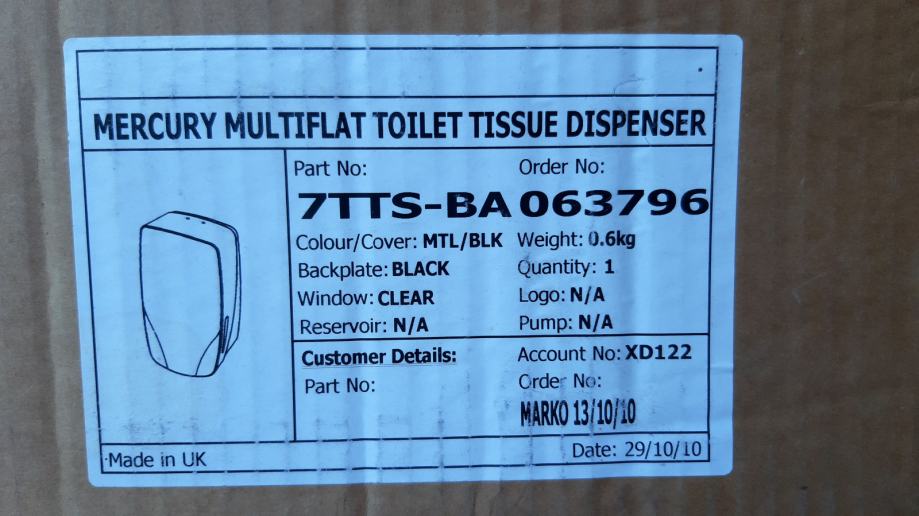 MERCURY MULTIFLAT TOILET TISSUE DISPENSER
Part No: Order No:
7TTS-BA 063796
Colour/Cover: MTL/BLK Weight: 0.6kg
Backplate: BLACK Quantity: 1
Window: CLEAR Logo: N/A
Reservoir: N/A Pump: N/A
Customer Details: Account No: XD122
Part No: Order No:
MARKO 13/10/10
Made in UK Date: 29/10/10